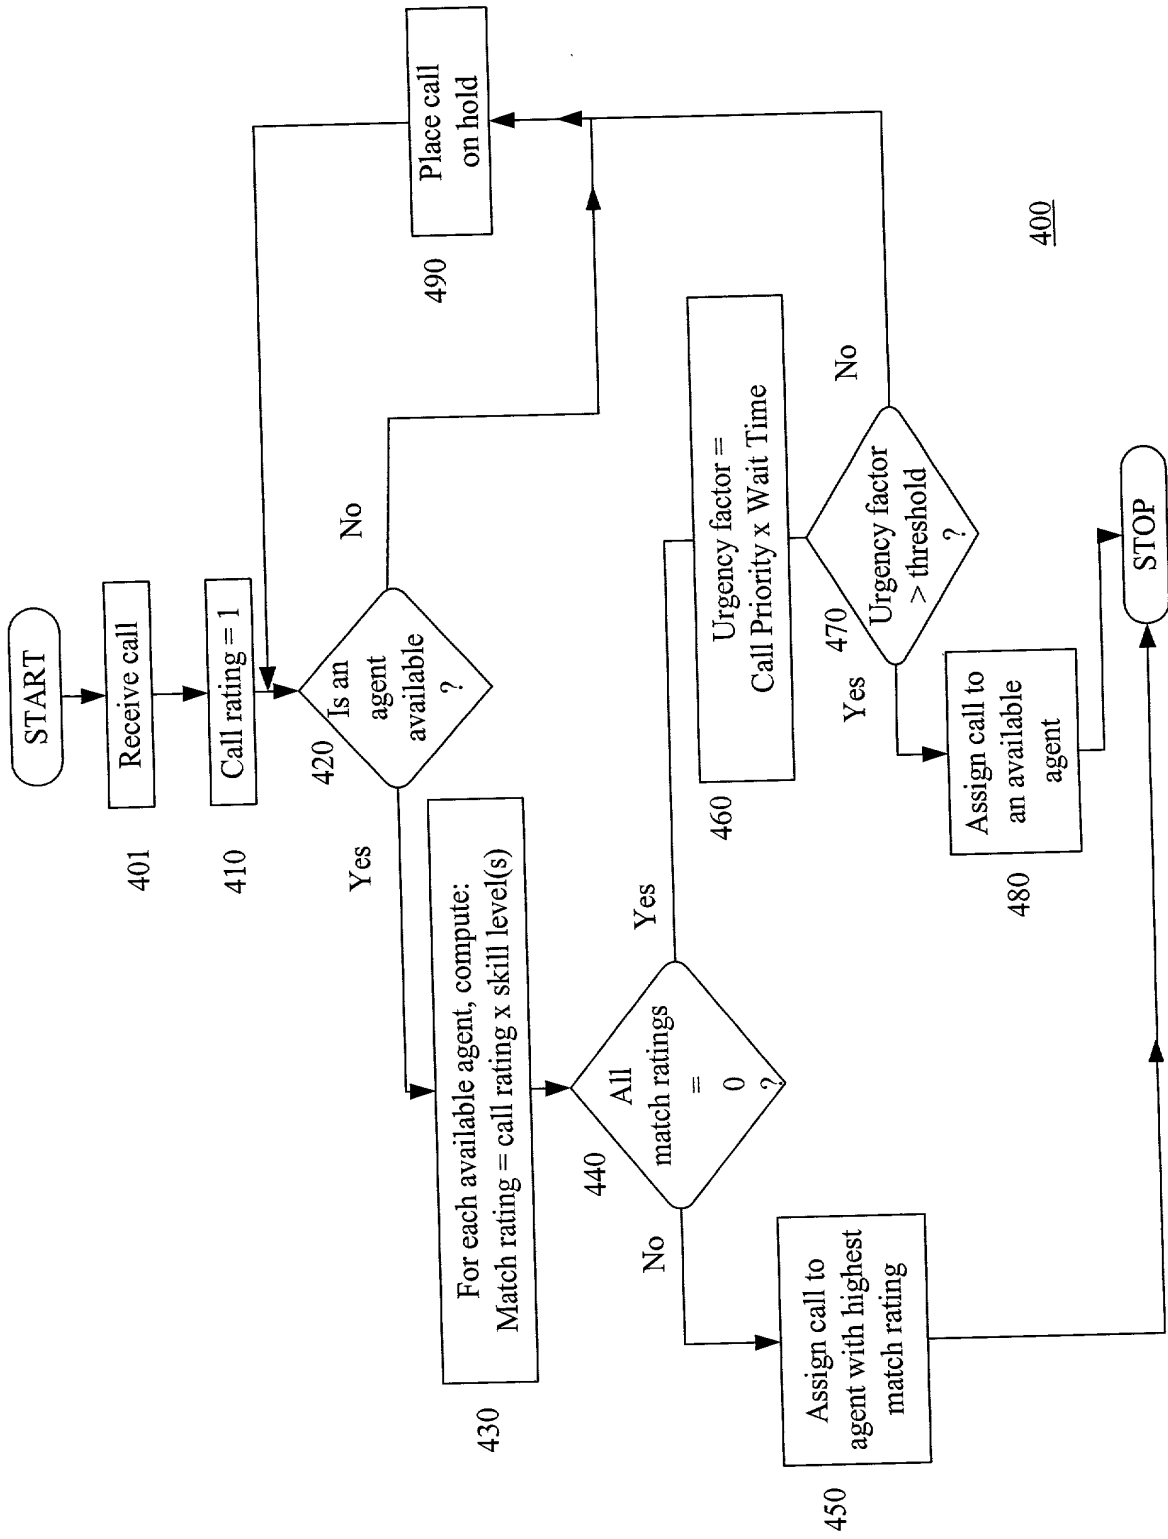 START
Receive call
401
Call rating = 1
410
Is an
agent
available
?
420
Yes
No
For each available agent, compute:
Match rating = call rating x skill level(s)
430
All
match ratings
=
0
?
440
No
Yes
Assign call to
agent with highest
match rating
450
Urgency factor =
Call Priority x Wait Time
460
Urgency factor
> threshold
?
470
Yes
No
Assign call to
an available
agent
480
Place call
on hold
490
STOP
400